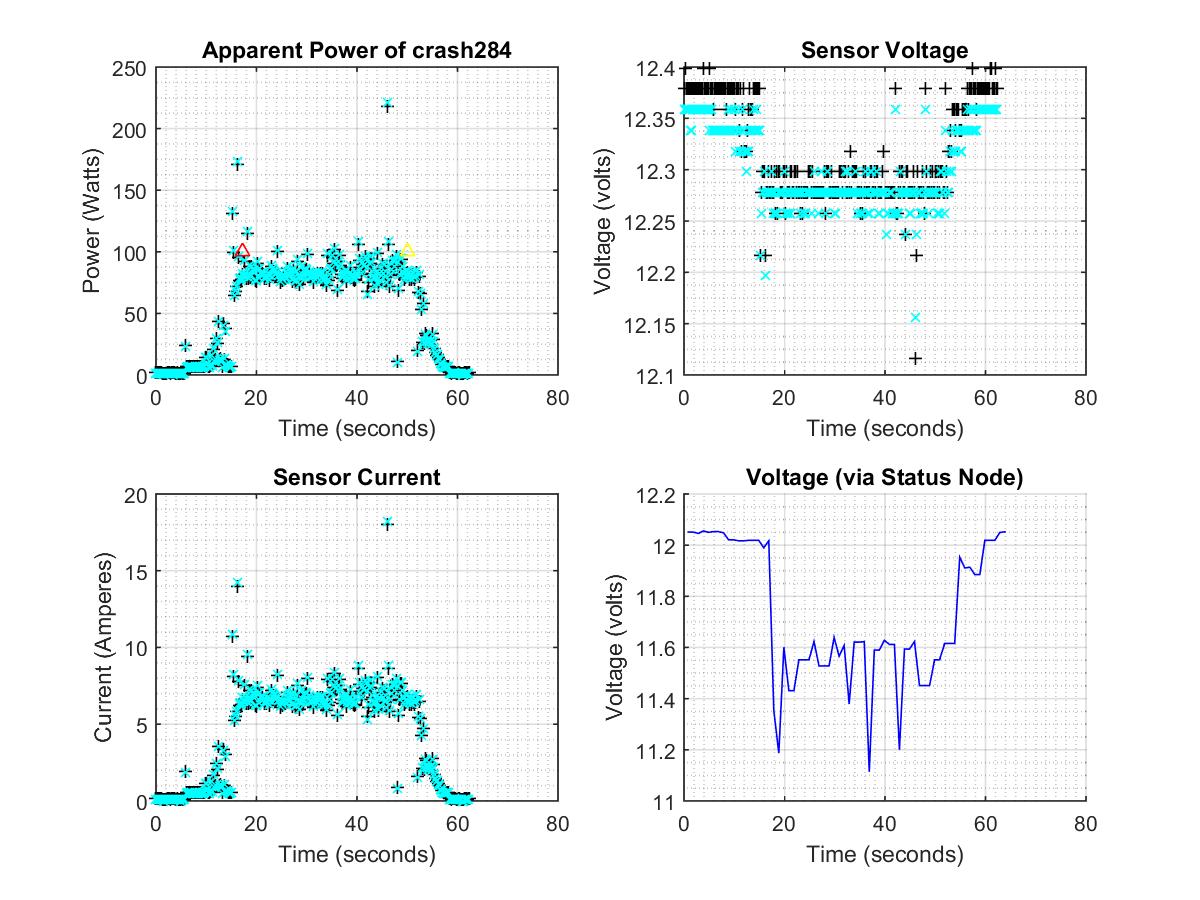 Apparent Power of crash284
250
200
150
100
50
0
Power (Watts)
0 20 40 60 80
Time (seconds)
Sensor Voltage
12.4
12.35
12.3
12.25
12.2
12.15
12.1
Voltage (volts)
0 20 40 60 80
Time (seconds)
Sensor Current
20
15
10
5
0
Current (Amperes)
0 20 40 60 80
Time (seconds)
Voltage (via Status Node)
12.2
12
11.8
11.6
11.4
11.2
11
Voltage (volts)
0 20 40 60 80
Time (seconds)